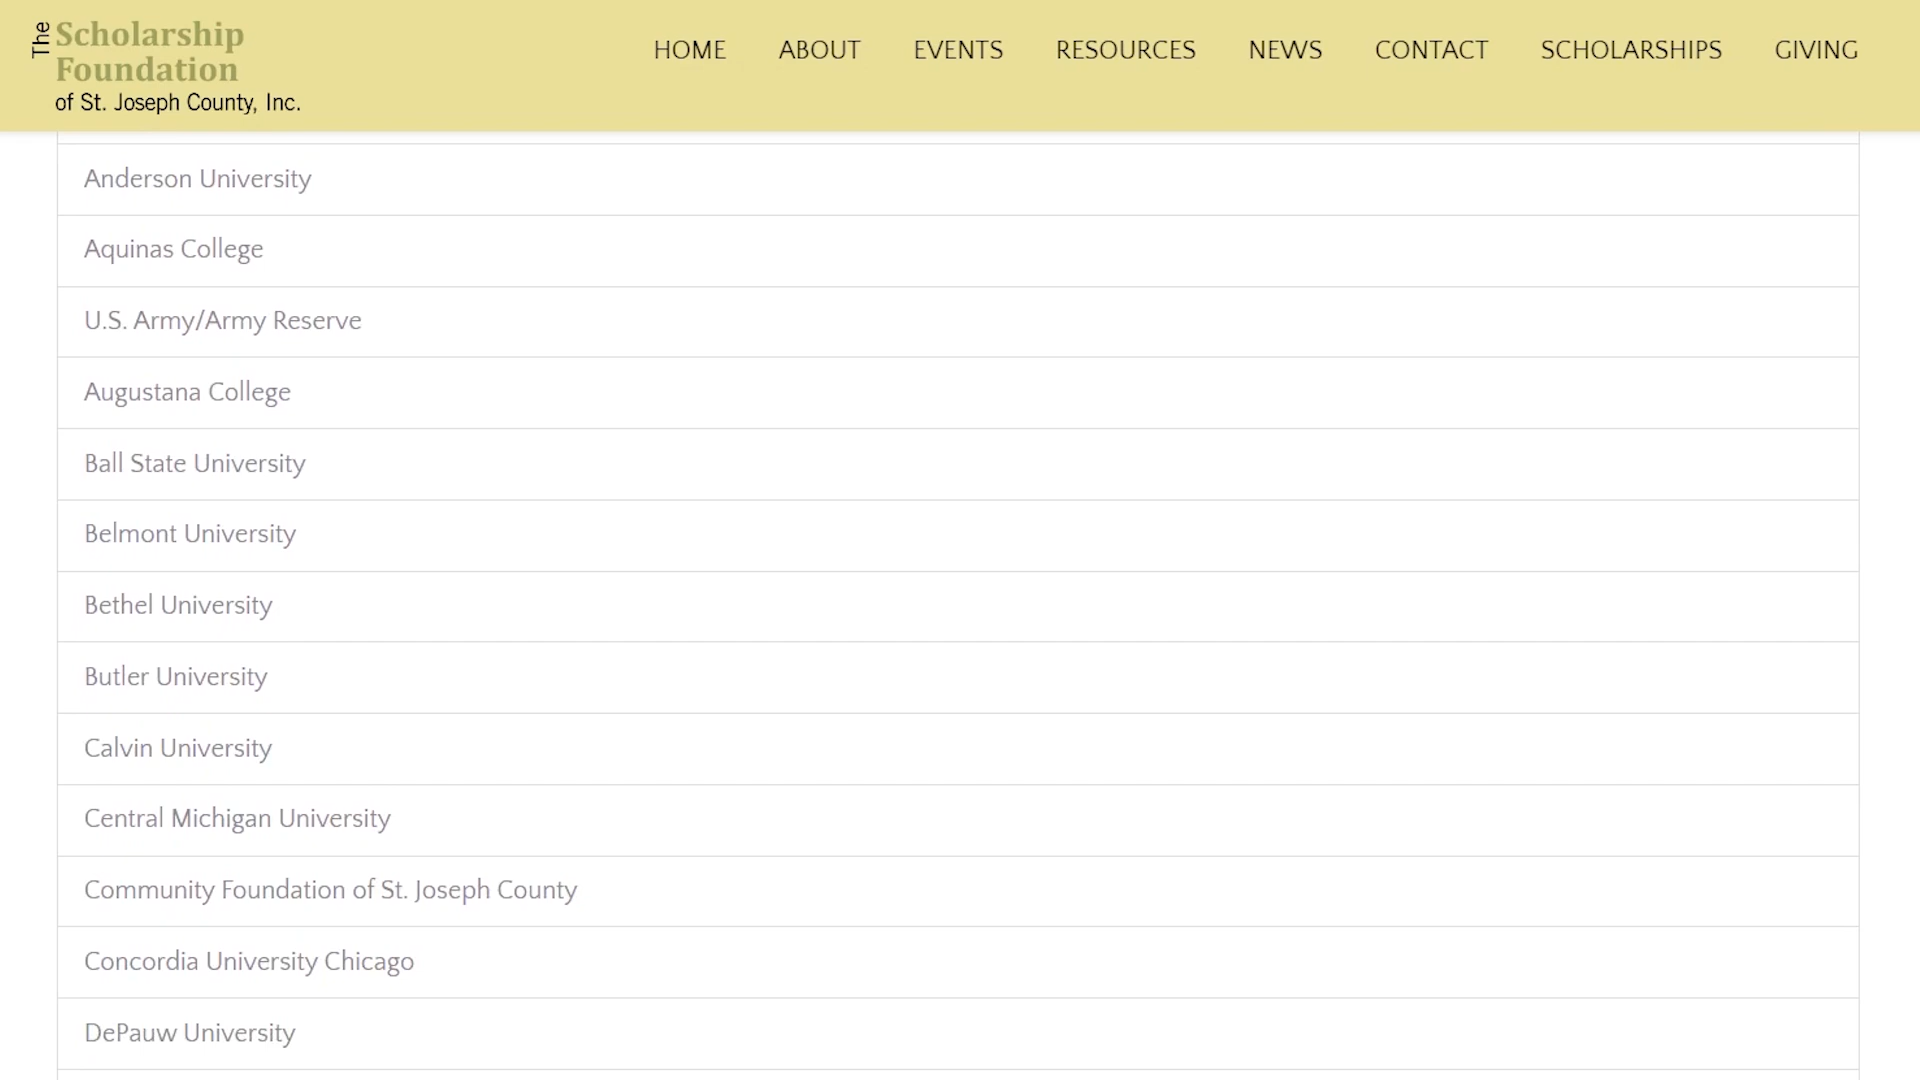 The
Scholarship
Foundation
of St. Joseph County, Inc.
HOME ABOUT EVENTS RESOURCES NEWS CONTACT SCHOLARSHIPS GIVING
Anderson University
Aquinas College
U.S. Army/Army Reserve
Augustana College
Ball State University
Belmont University
Bethel University
Butler University
Calvin University
Central Michigan University
Community Foundation of St. Joseph County
Concordia University Chicago
DePauw University